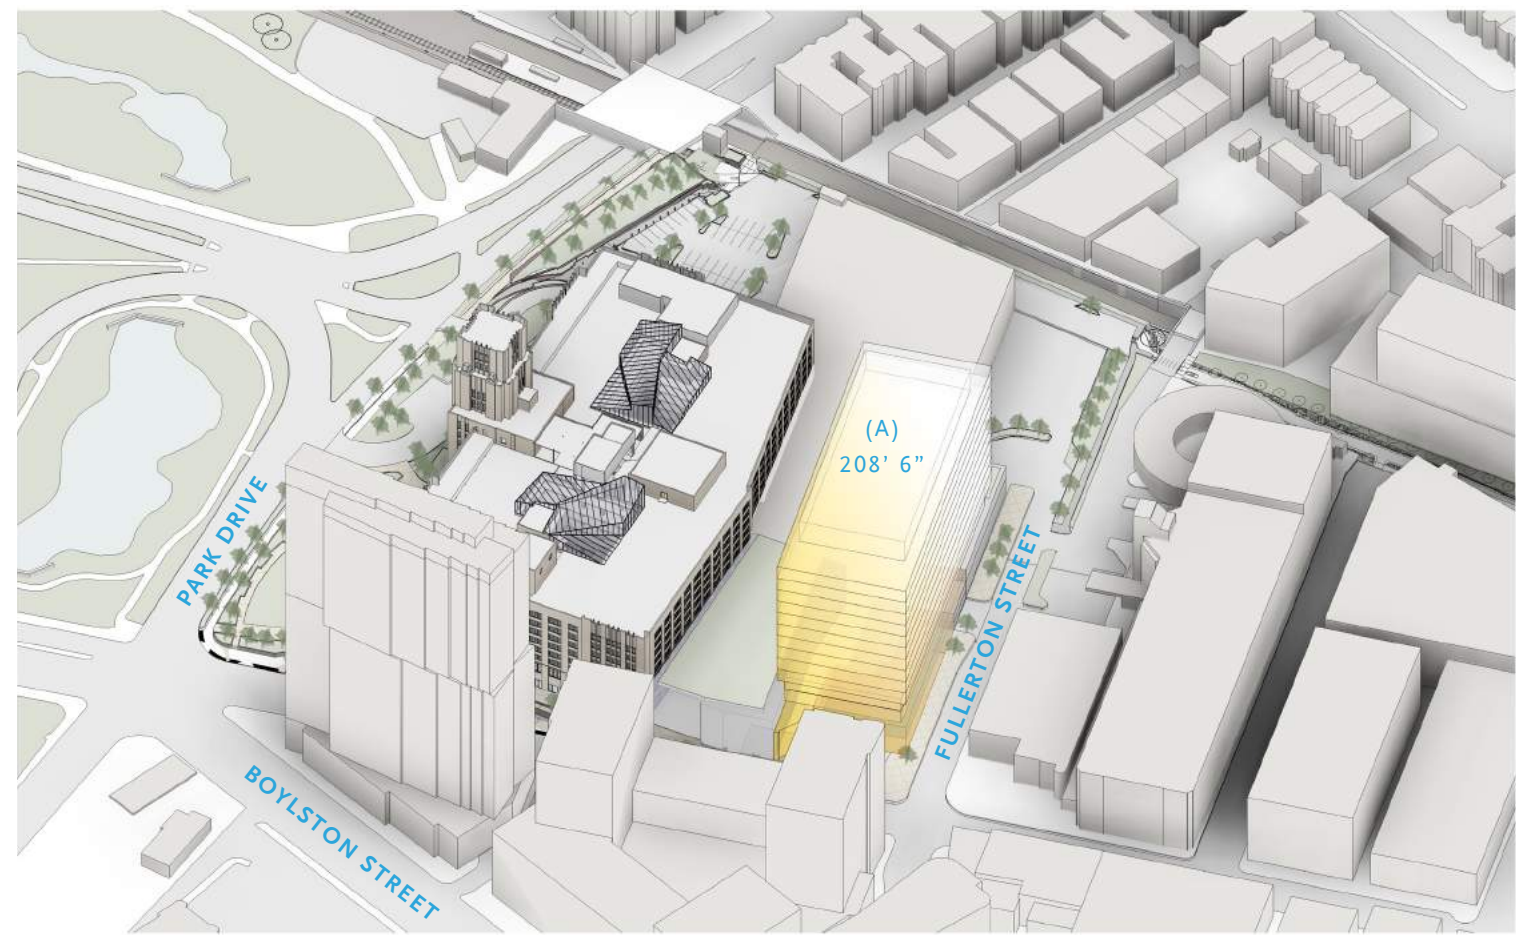 (A)
208’ 6”
PARK DRIVE
FULLERTON STREET
BOYLSTON STREET